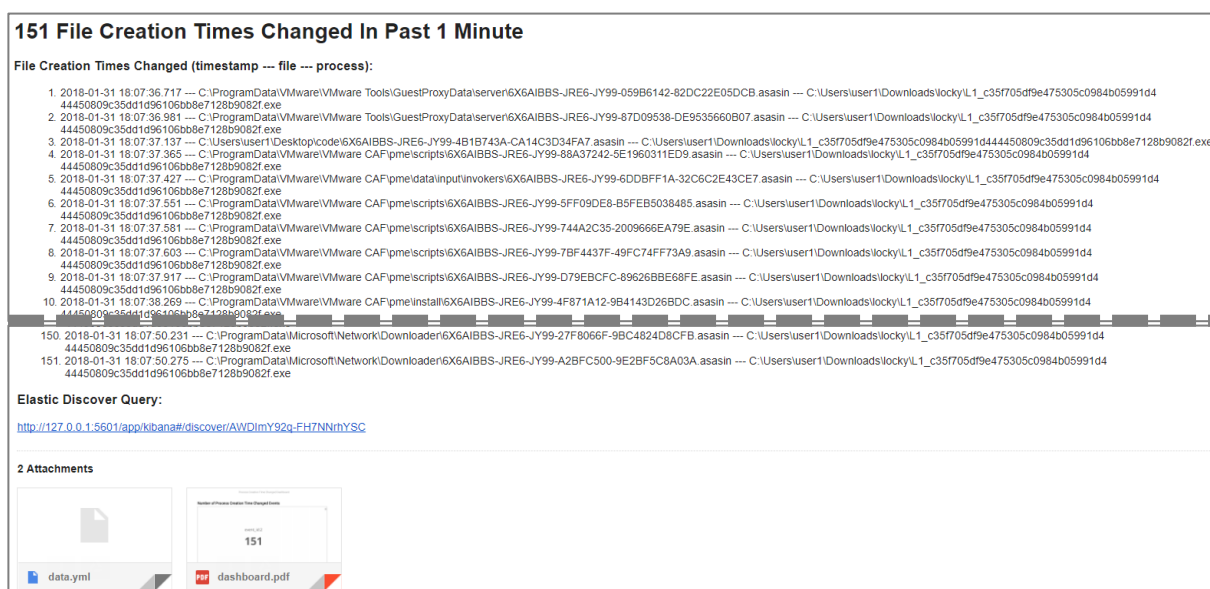 151 File Creation Times Changed In Past 1 Minute
File Creation Times Changed (timestamp --- file --- process):
1. 2018-01-31 18:07:36.717 --- C:\ProgramData\VMware\VMware Tools\GuestProxyData\server\6X6AIBBS-JRE6-JY99-059B6142-82DC22E05DCB.asasin --- C:\Users\user1\Downloads\locky\L1_c35f705df9e475305c0984b05991d4
44450809c35dd1d96106bb8e7128b9082f.exe
2. 2018-01-31 18:07:36.981 --- C:\ProgramData\VMware\VMware Tools\GuestProxyData\server\6X6AIBBS-JRE6-JY99-87D09538-DE9535660B07.asasin --- C:\Users\user1\Downloads\locky\L1_c35f705df9e475305c0984b05991d4
44450809c35dd1d96106bb8e7128b9082f.exe
3. 2018-01-31 18:07:37.137 --- C:\Users\user1\Desktop\code\6X6AIBBS-JRE6-JY99-4B1B743A-CA14C3D34FA7.asasin --- C:\Users\user1\Downloads\locky\L1_c35f705df9e475305c0984b05991d444450809c35dd1d96106bb8e7128b9082f.exe
4. 2018-01-31 18:07:37.365 --- C:\ProgramData\VMware\VMware CAF\pme\scripts\6X6AIBBS-JRE6-JY99-88A37242-5E1960311ED9.asasin --- C:\Users\user1\Downloads\locky\L1_c35f705df9e475305c0984b05991d4
44450809c35dd1d96106bb8e7128b9082f.exe
5. 2018-01-31 18:07:37.427 --- C:\ProgramData\VMware\VMware CAF\pme\data\input\invokers\6X6AIBBS-JRE6-JY99-6DDBFF1A-32C6C2E43CE7.asasin --- C:\Users\user1\Downloads\locky\L1_c35f705df9e475305c0984b05991d4
44450809c35dd1d96106bb8e7128b9082f.exe
6. 2018-01-31 18:07:37.551 --- C:\ProgramData\VMware\VMware CAF\pme\scripts\6X6AIBBS-JRE6-JY99-5FF09DE8-B5FEB5038485.asasin --- C:\Users\user1\Downloads\locky\L1_c35f705df9e475305c0984b05991d4
44450809c35dd1d96106bb8e7128b9082f.exe
7. 2018-01-31 18:07:37.581 --- C:\ProgramData\VMware\VMware CAF\pme\scripts\6X6AIBBS-JRE6-JY99-744A2C35-2009666EA79E.asasin --- C:\Users\user1\Downloads\locky\L1_c35f705df9e475305c0984b05991d4
44450809c35dd1d96106bb8e7128b9082f.exe
8. 2018-01-31 18:07:37.603 --- C:\ProgramData\VMware\VMware CAF\pme\scripts\6X6AIBBS-JRE6-JY99-7BF4437F-49FC74FF73A9.asasin --- C:\Users\user1\Downloads\locky\L1_c35f705df9e475305c0984b05991d4
44450809c35dd1d96106bb8e7128b9082f.exe
9. 2018-01-31 18:07:37.917 --- C:\ProgramData\VMware\VMware CAF\pme\scripts\6X6AIBBS-JRE6-JY99-D79EBCFC-89626BBE68FE.asasin --- C:\Users\user1\Downloads\locky\L1_c35f705df9e475305c0984b05991d4
44450809c35dd1d96106bb8e7128b9082f.exe
10. 2018-01-31 18:07:38.269 --- C:\ProgramData\VMware\VMware CAF\pme\install\6X6AIBBS-JRE6-JY99-4F871A12-9B4143D26BDC.asasin --- C:\Users\user1\Downloads\locky\L1_c35f705df9e475305c0984b05991d4
44450809c35dd1d96106bb8e7128b9082f.exe
150. 2018-01-31 18:07:50.231 --- C:\ProgramData\Microsoft\Network\Downloader\6X6AIBBS-JRE6-JY99-27F8066F-9BC4824D8CFB.asasin --- C:\Users\user1\Downloads\locky\L1_c35f705df9e475305c0984b05991d4
44450809c35dd1d96106bb8e7128b9082f.exe
151. 2018-01-31 18:07:50.275 --- C:\ProgramData\Microsoft\Network\Downloader\6X6AIBBS-JRE6-JY99-A2BFC500-9E2BF5C8A03A.asasin --- C:\Users\user1\Downloads\locky\L1_c35f705df9e475305c0984b05991d4
44450809c35dd1d96106bb8e7128b9082f.exe
Elastic Discover Query:
http://127.0.0.1:5601/app/kibana#/discover/AWDImY92q-FH7NNrhYSC
2 Attachments
Number of Process Creation Time Changed Events
151
data.yml
PDF dashboard.pdf